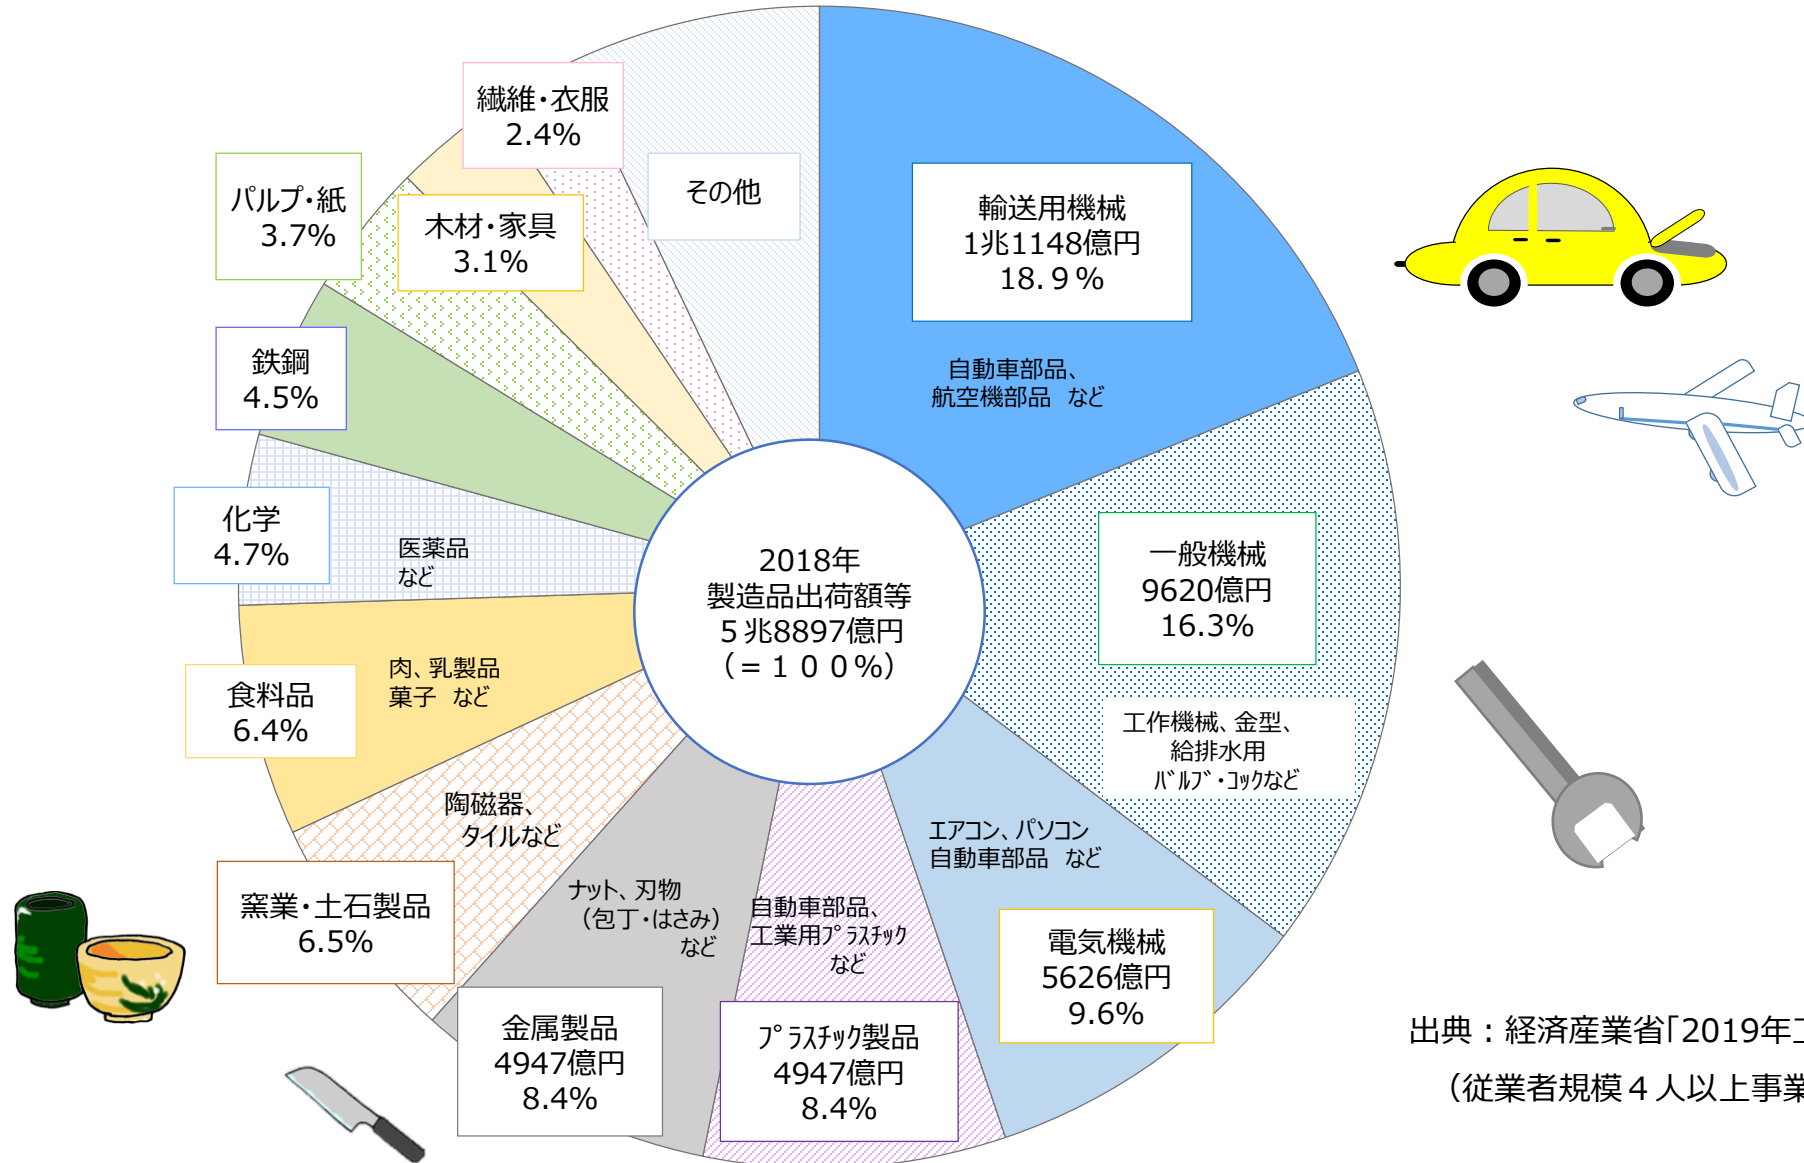 2018年
製造品出荷額等
５兆8897億円
（＝１００％）
輸送用機械
1兆1148億円
18.９％
自動車部品、
航空機部品　など
一般機械
9620億円
16.3%
工作機械、金型、
給排水用
ﾊﾞﾙﾌﾞ・ｺｯｸなど
電気機械
5626億円
9.6%
エアコン、パソコン
自動車部品　など
ﾌﾟﾗｽﾁｯｸ製品
4947億円
8.4%
自動車部品、
工業用ﾌﾟﾗｽﾁｯｸ
など
金属製品
4947億円
8.4%
ナット、刃物
（包丁・はさみ）
など
窯業・土石製品
6.5%
陶磁器、
タイルなど
食料品
6.4%
肉、乳製品
菓子　など
化学
4.7%
医薬品
など
鉄鋼
4.5%
パルプ・紙
3.7%
木材・家具
3.1%
繊維・衣服
2.4%
その他
出典：経済産業省「2019年工
（従業者規模４人以上事業